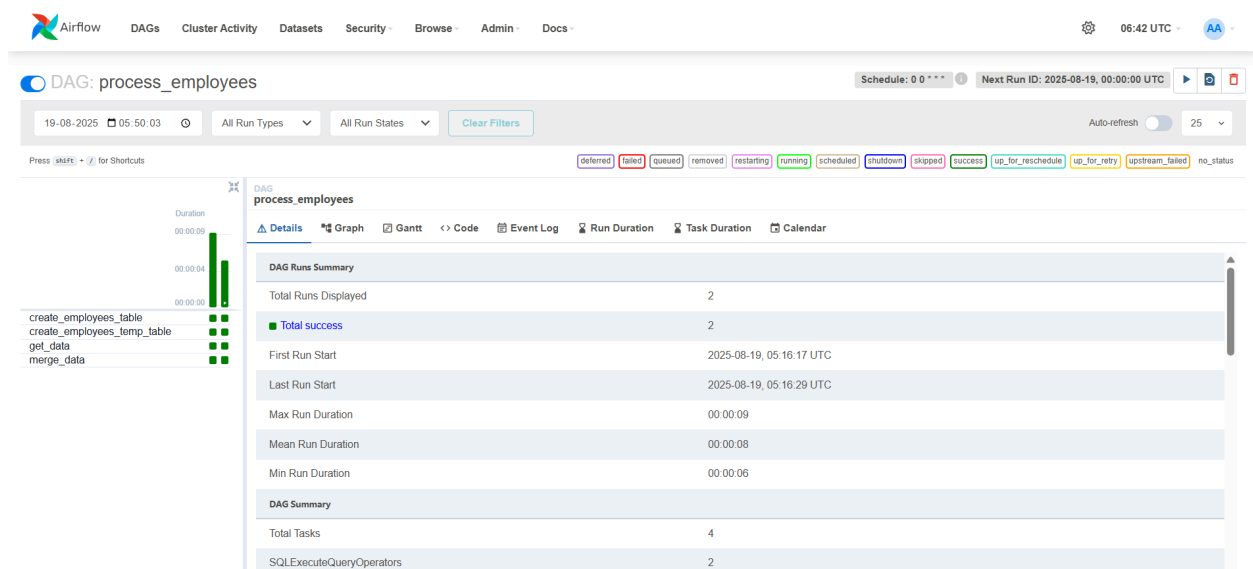 Airflow DAGs Cluster Activity Datasets Security Browse Admin Docs 06:42 UTC AA
DAG: process_employees Schedule: 0 0 * * * Next Run ID: 2025-08-19, 00:00:00 UTC
19-08-2025 05:50:03 All Run Types All Run States Clear Filters Auto-refresh 25
Press shift + / for Shortcuts deferred failed queued removed restarting running scheduled shutdown skipped success up_for_reschedule up_for_retry upstream_failed no_status
DAG
process_employees
Duration
00:00:09
00:00:04
00:00:00
create_employees_table
create_employees_temp_table
get_data
merge_data
Details Graph Gantt <> Code Event Log Run Duration Task Duration Calendar
DAG Runs Summary
Total Runs Displayed 2
Total success 2
First Run Start 2025-08-19, 05:16:17 UTC
Last Run Start 2025-08-19, 05:16:29 UTC
Max Run Duration 00:00:09
Mean Run Duration 00:00:08
Min Run Duration 00:00:06
DAG Summary
Total Tasks 4
SQLExecuteQueryOperators 2